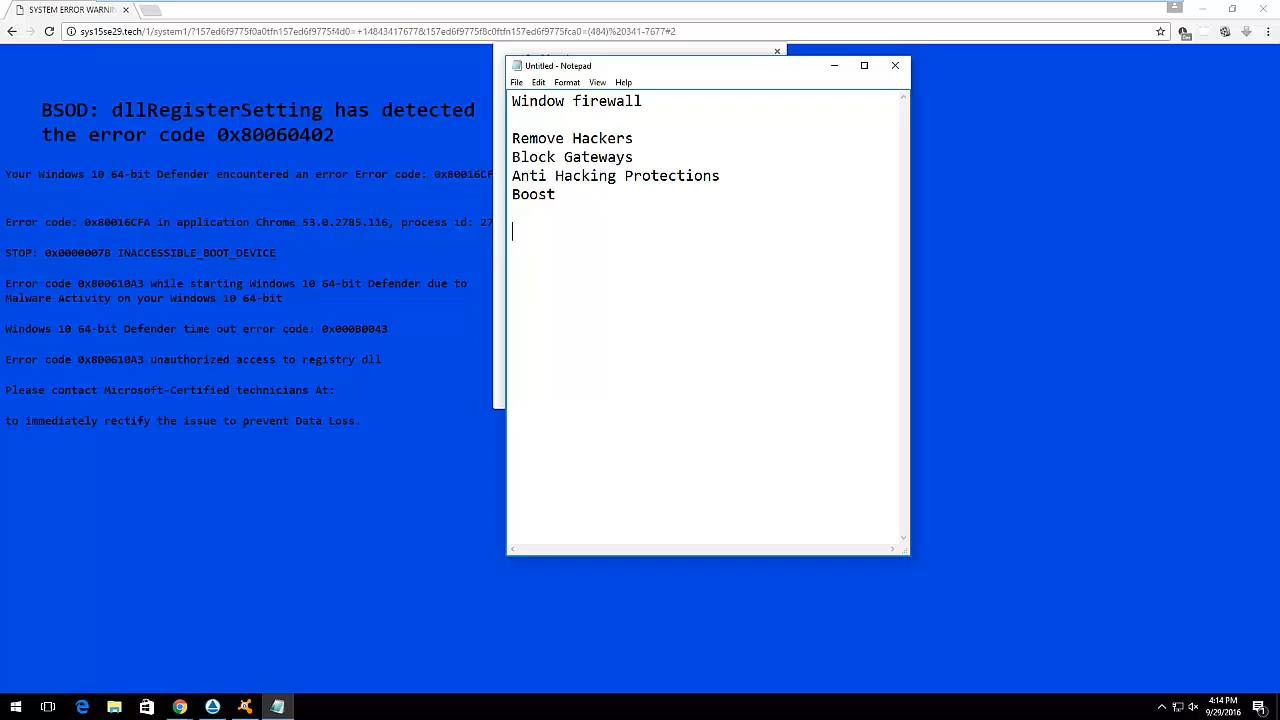 SYSTEM ERROR WARNIN
sys15se29.tech/1/system1/?157ed6f9775f0a0tfn157ed6f9775f4d0=+14843417677&157ed6f9775f8c0ftfn157ed6f9775fca0=(484)%20341-7677#2
BSOD: dllRegisterSetting has detected
the error code 0x80060402
Your Windows 10 64-bit Defender encountered an error Error code: 0x80016CF
Error code: 0x80016CFA in application Chrome 53.0.2785.116, process id: 27
STOP: 0x0000007B INACCESSIBLE_BOOT_DEVICE
Error code 0x800610A3 while starting Windows 10 64-bit Defender due to
Malware Activity on your Windows 10 64-bit
Windows 10 64-bit Defender time out error code: 0x000B0043
Error code 0x800610A3 unauthorized access to registry dll
Please contact Microsoft-Certified technicians At:
to immediately rectify the issue to prevent Data Loss.
Untitled - Notepad
File Edit Format View Help
Window firewall
Remove Hackers
Block Gateways
Anti Hacking Protections
Boost
4:14 PM
9/29/2016